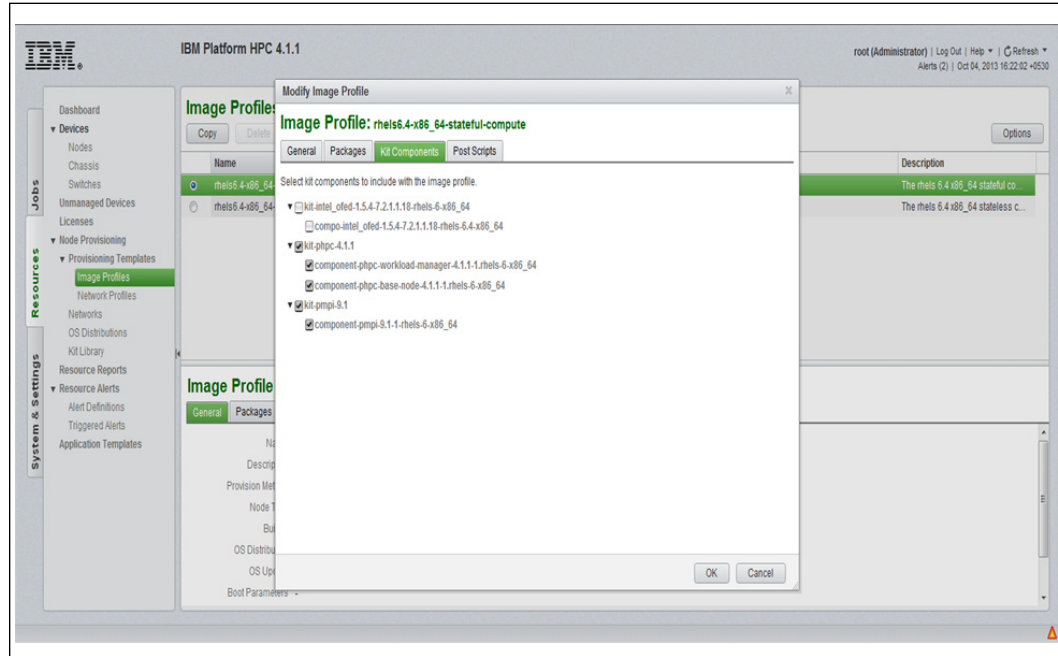 IBM.
IBM Platform HPC 4.1.1
root (Administrator) | Log Out | Help | Refresh
Alerts (2) | Oct 04, 2013 16:22:02 +0530
Jobs
Resources
System & Settings
Dashboard
Devices
Nodes
Chassis
Switches
Unmanaged Devices
Licenses
Node Provisioning
Provisioning Templates
Image Profiles
Network Profiles
Networks
OS Distributions
Kit Library
Resource Reports
Resource Alerts
Alert Definitions
Triggered Alerts
Application Templates
Image Profiles
Copy Delete
Options
Name Description
rhels6.4-x86_64- The rhels 6.4 x86_64 stateful co...
rhels6.4-x86_64- The rhels 6.4 x86_64 stateless c...
Modify Image Profile
Image Profile: rhels6.4-x86_64-stateful-compute
General Packages Kit Components Post Scripts
Select kit components to include with the image profile.
kit-intel_ofed-1.5.4-7.2.1.1.18-rhels-6-x86_64
compo-intel_ofed-1.5.4-7.2.1.1.18-rhels-6.4-x86_64
kit-phpc-4.1.1
component-phpc-workload-manager-4.1.1-1.rhels-6-x86_64
component-phpc-base-node-4.1.1-1.rhels-6-x86_64
kit-pmpi-9.1
component-pmpi-9.1-1-rhels-6-x86_64
OK Cancel
Image Profile
General Packages
Na
Descrip
Provision Met
Node T
Bui
OS Distribu
OS Up
Boot Parameters -